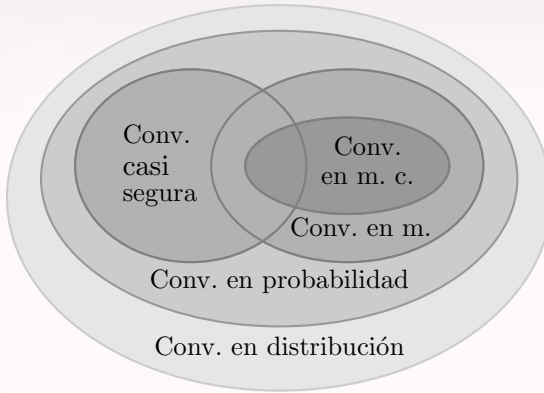 Conv.
casi
segura
Conv.
en m. c.
Conv. en m.
Conv. en probabilidad
Conv. en distribución